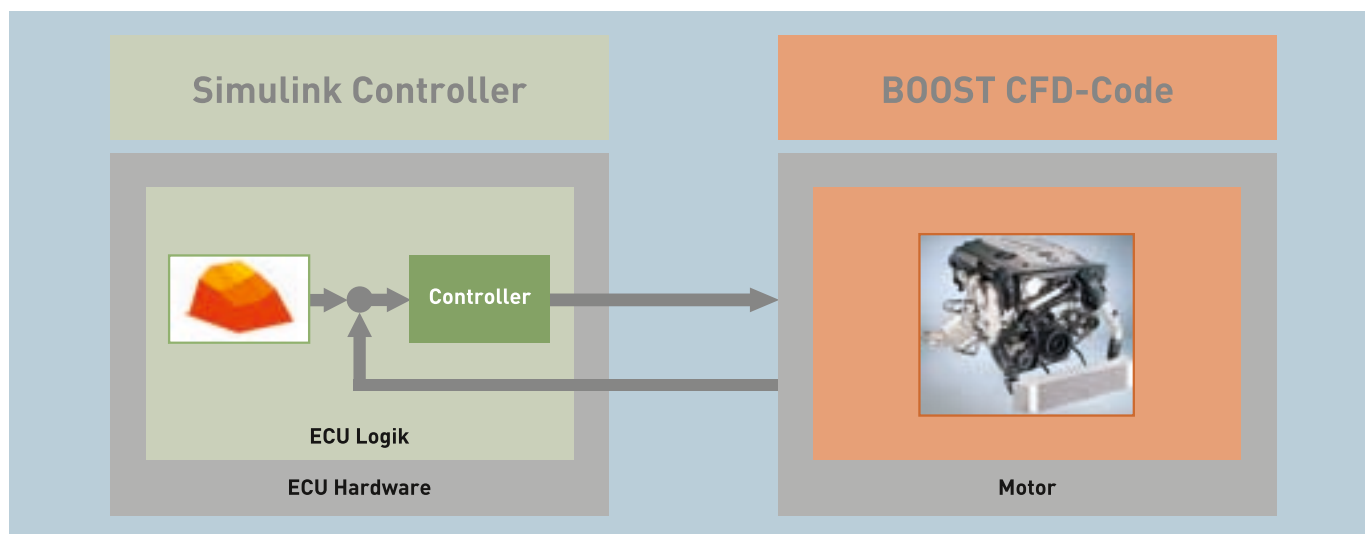 Simulink Controller
BOOST CFD-Code
Controller
ECU Logik
ECU Hardware
Motor